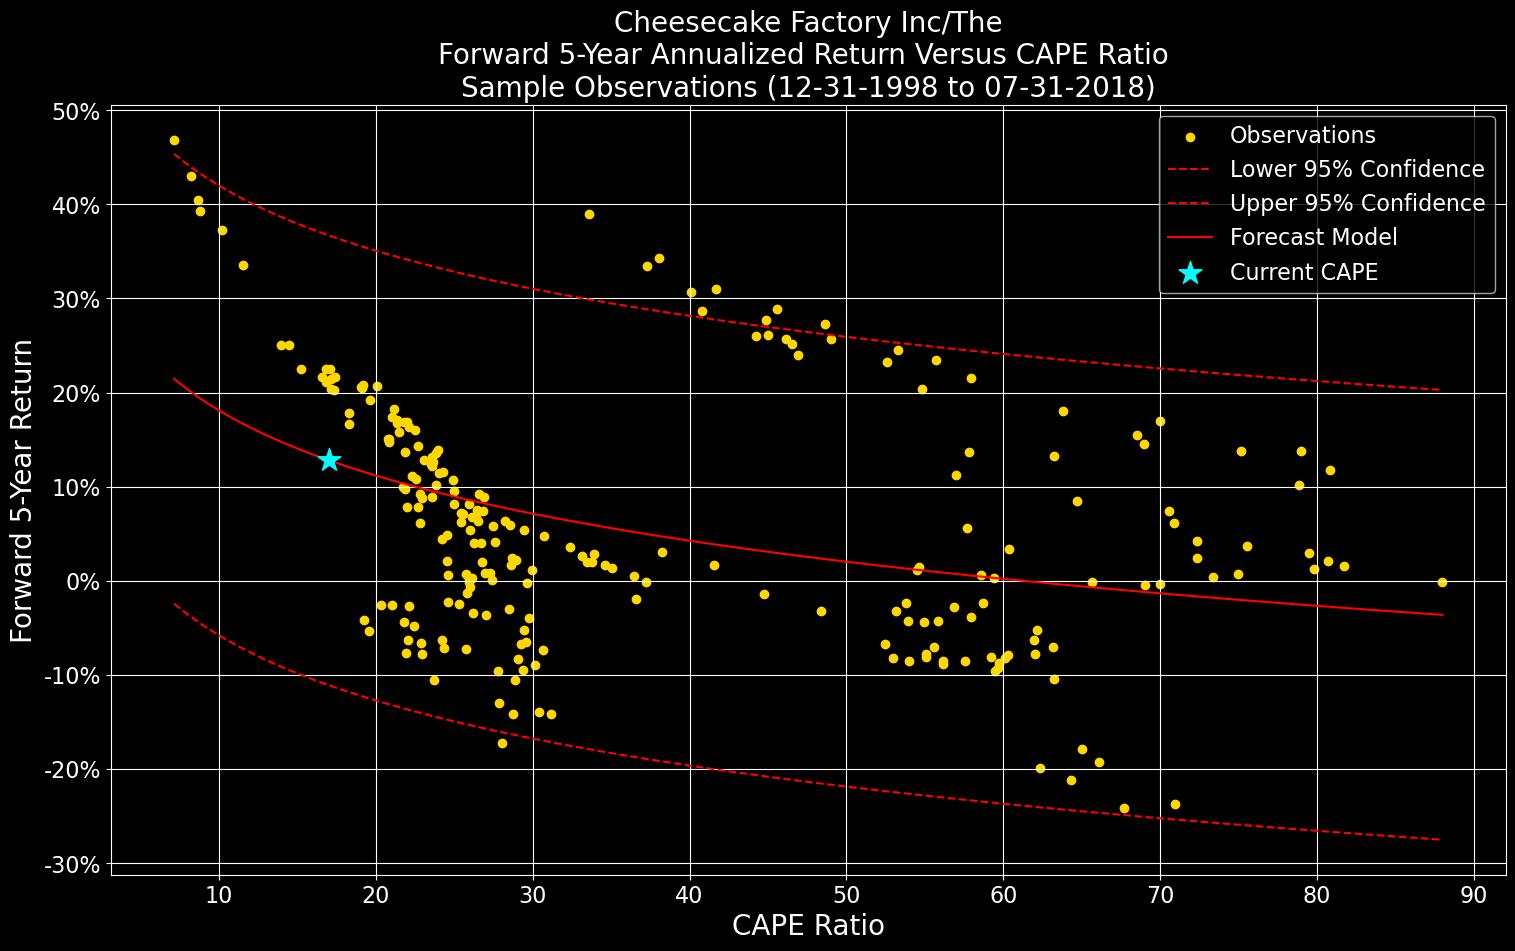 Cheesecake Factory Inc/The
Forward 5-Year Annualized Return Versus CAPE Ratio
Sample Observations (12-31-1998 to 07-31-2018)
Forward 5-Year Return
50%
40%
30%
20%
10%
0%
-10%
-20%
-30%
Observations
Lower 95% Confidence
Upper 95% Confidence
Forecast Model
Current CAPE
10 20 30 40 50 60 70 80 90
CAPE Ratio